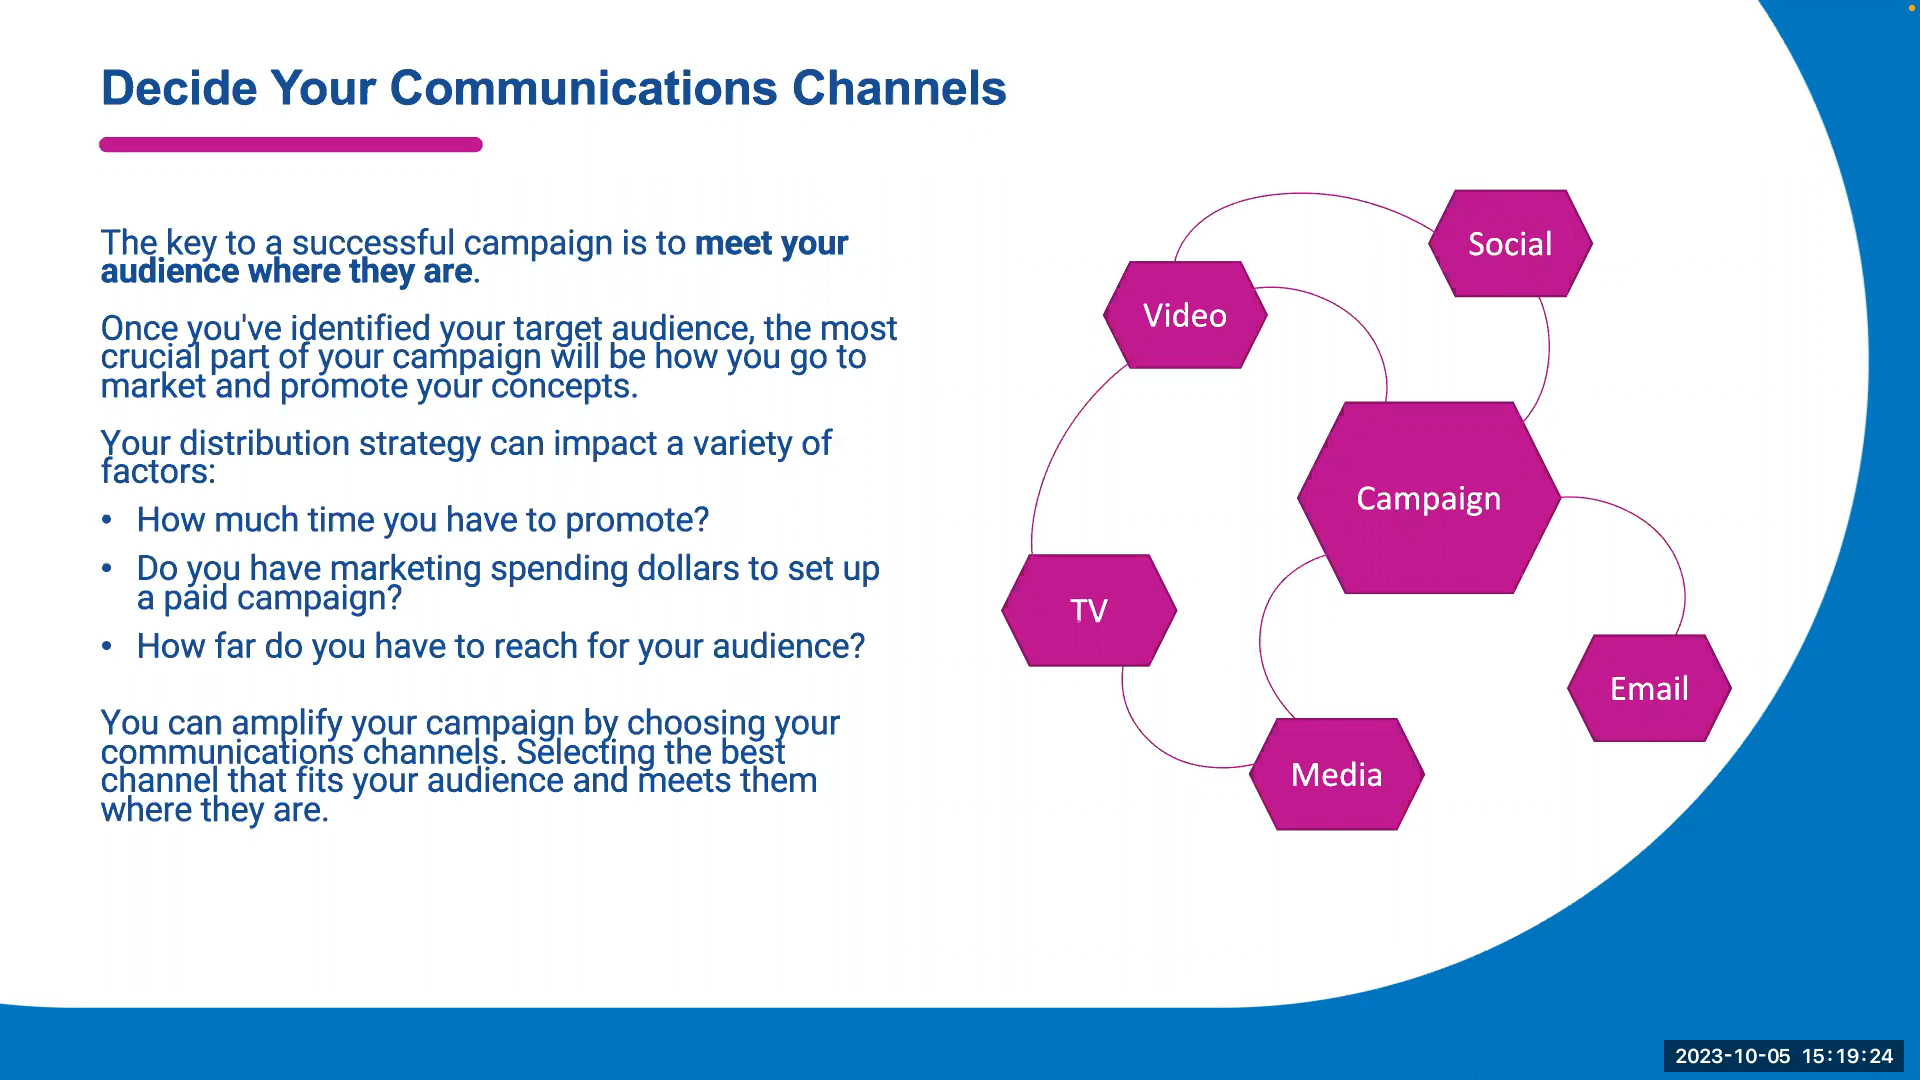 Decide Your Communications Channels
The key to a successful campaign is to meet your
audience where they are.
Once you've identified your target audience, the most
crucial part of your campaign will be how you go to
market and promote your concepts.
Your distribution strategy can impact a variety of
factors:
• How much time you have to promote?
• Do you have marketing spending dollars to set up
a paid campaign?
• How far do you have to reach for your audience?
You can amplify your campaign by choosing your
communications channels. Selecting the best
channel that fits your audience and meets them
where they are.
Social
Video
Campaign
TV
Email
Media
2023-10-05 15:19:24